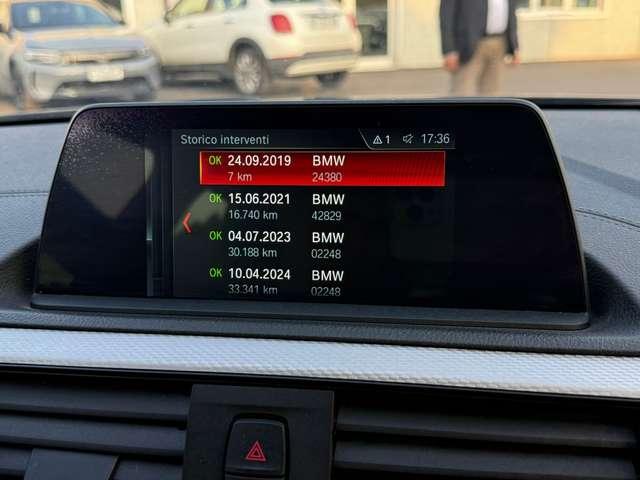 Storico interventi 1 17:36
OK 24.09.2019 BMW
7 km 24380
OK 15.06.2021 BMW
16.740 km 42829
OK 04.07.2023 BMW
30.188 km 02248
OK 10.04.2024 BMW
33.341 km 02248